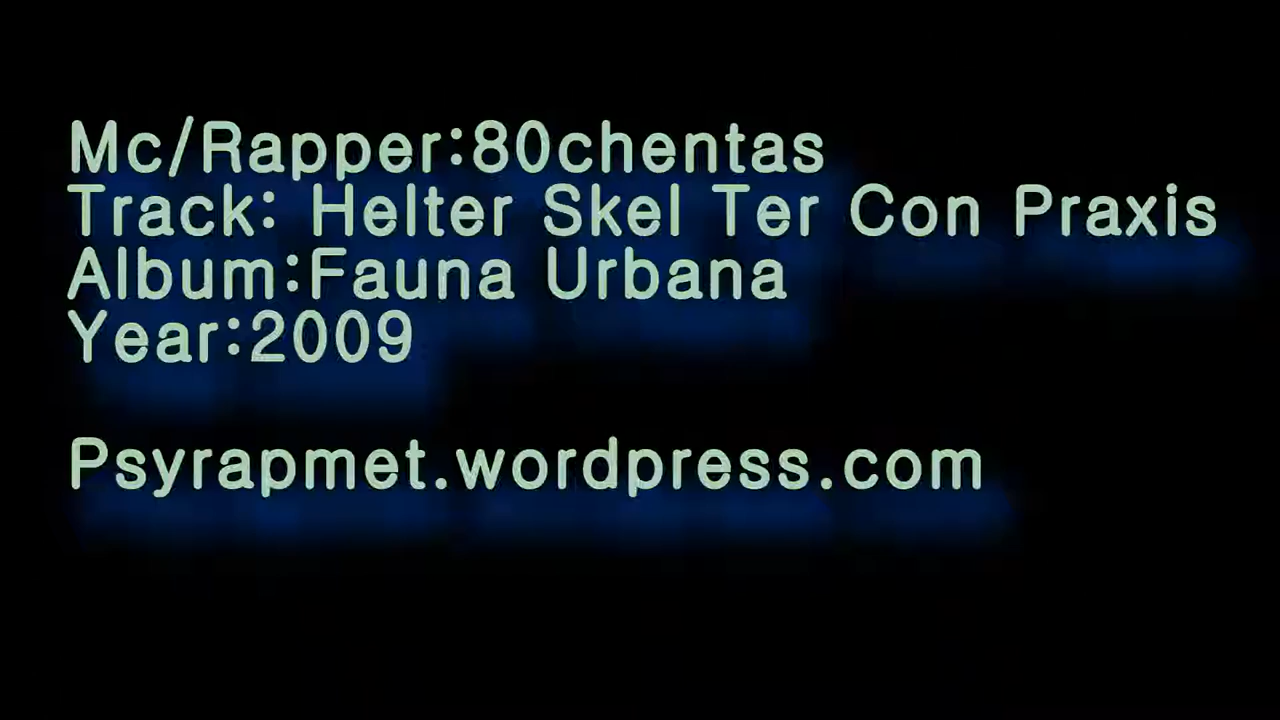 Mc/Rapper:80chentas
Track: Helter Skel Ter Con Praxis
Album:Fauna Urbana
Year:2009
Psyrapmet.wordpress.com